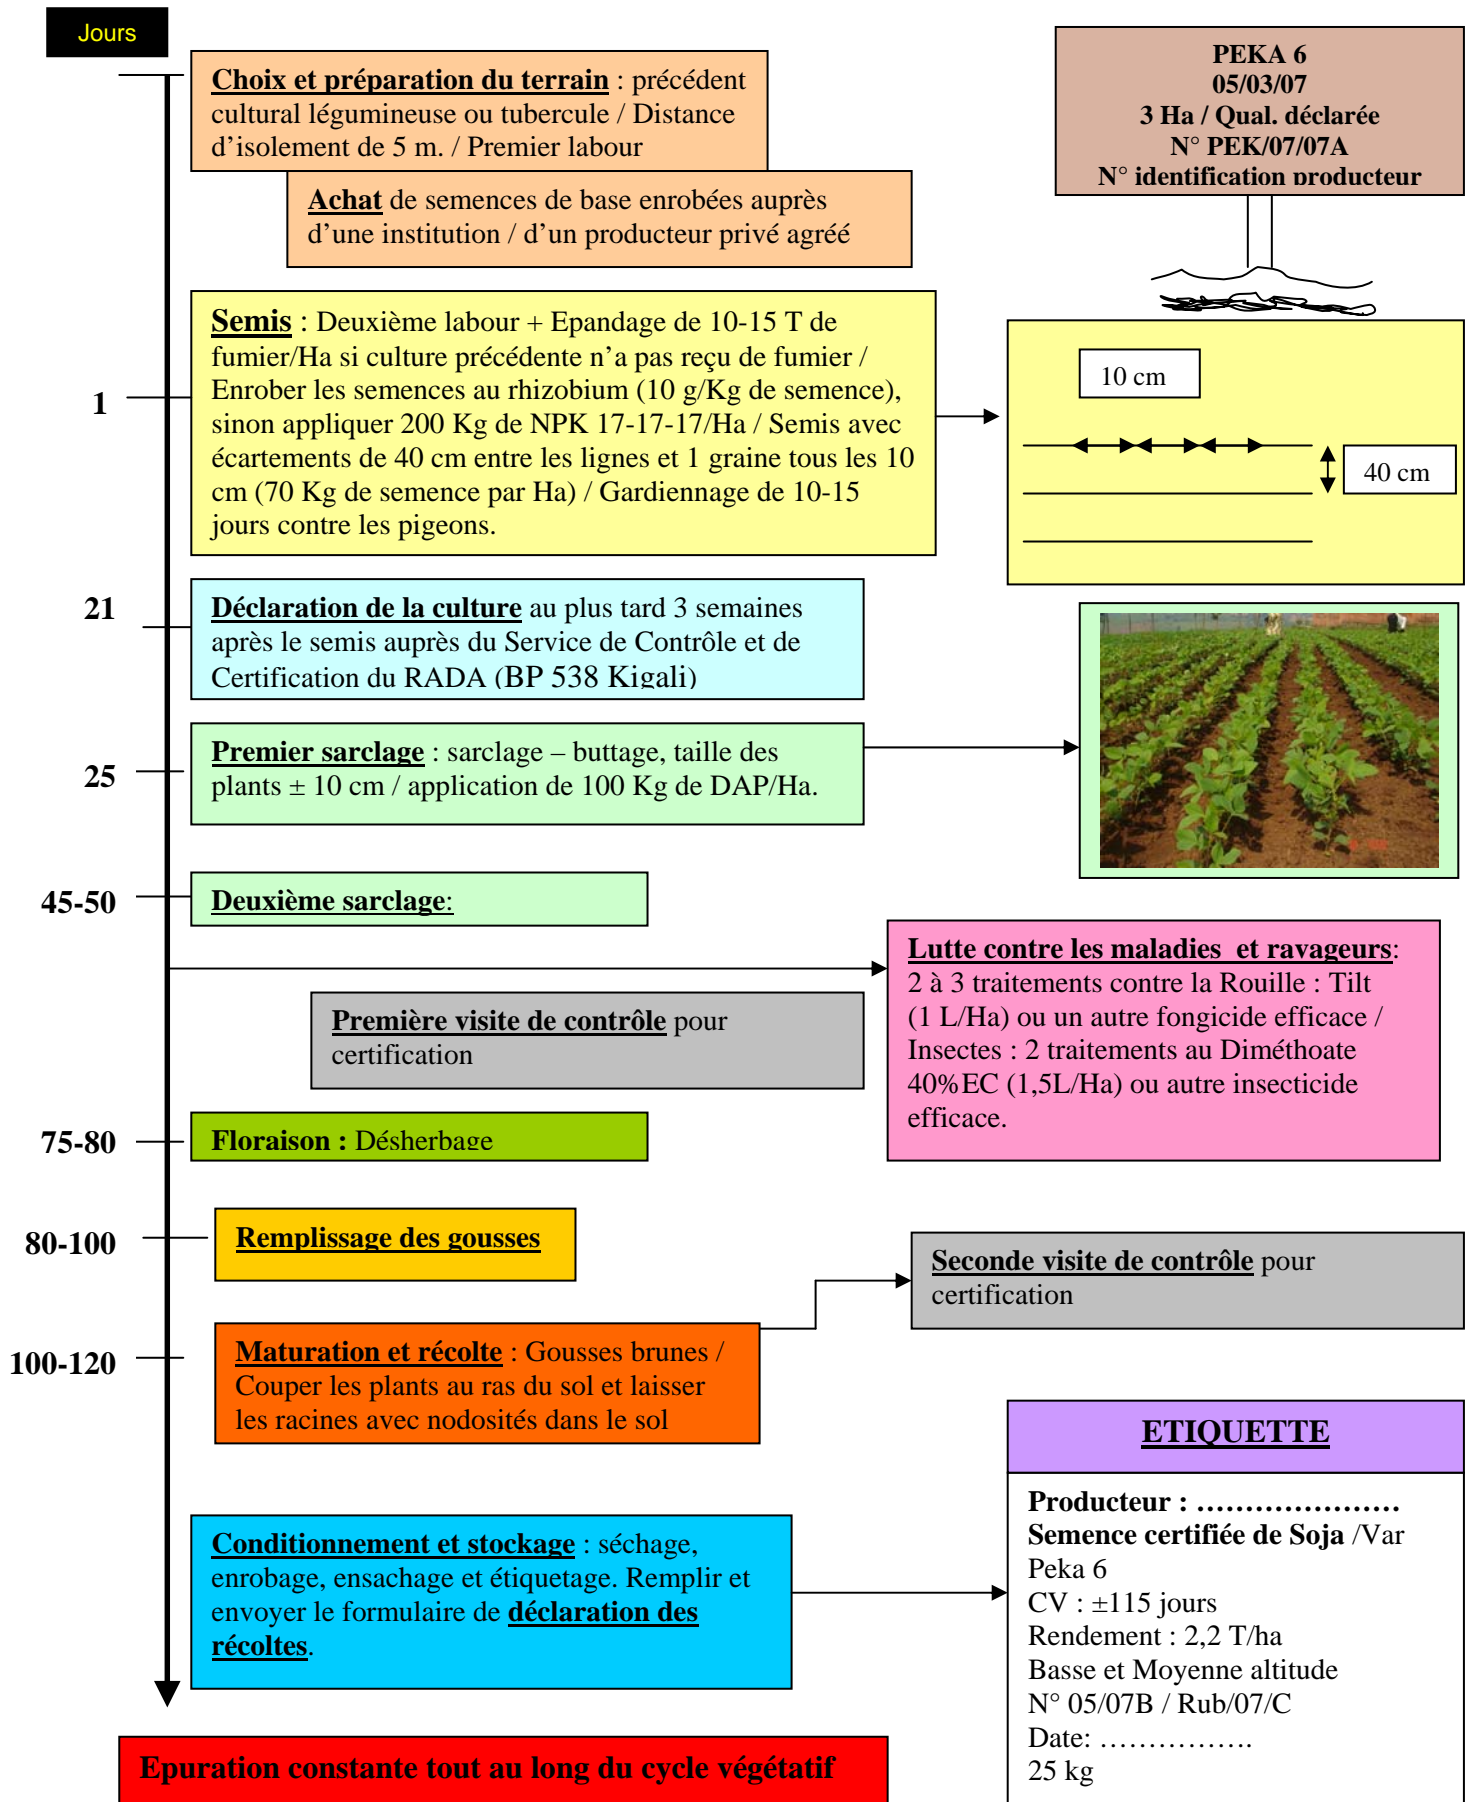 Jours
Choix et préparation du terrain : précédent
cultural légumineuse ou tubercule / Distance
d’isolement de 5 m. / Premier labour
Achat de semences de base enrobées auprès
d’une institution / d’un producteur privé agréé
PEKA 6
05/03/07
3 Ha / Qual. déclarée
N° PEK/07/07A
N° identification producteur
1
Semis : Deuxième labour + Epandage de 10-15 T de
fumier/Ha si culture précédente n’a pas reçu de fumier /
Enrober les semences au rhizobium (10 g/Kg de semence),
sinon appliquer 200 Kg de NPK 17-17-17/Ha / Semis avec
écartements de 40 cm entre les lignes et 1 graine tous les 10
cm (70 Kg de semence par Ha) / Gardiennage de 10-15
jours contre les pigeons.
10 cm
40 cm
21
Déclaration de la culture au plus tard 3 semaines
après le semis auprès du Service de Contrôle et de
Certification du RADA (BP 538 Kigali)
25
Premier sarclage : sarclage – buttage, taille des
plants ± 10 cm / application de 100 Kg de DAP/Ha.
45-50
Deuxième sarclage:
Lutte contre les maladies et ravageurs:
2 à 3 traitements contre la Rouille : Tilt
(1 L/Ha) ou un autre fongicide efficace /
Insectes : 2 traitements au Diméthoate
40%EC (1,5L/Ha) ou autre insecticide
efficace.
Première visite de contrôle pour
certification
75-80
Floraison : Désherbage
80-100
Remplissage des gousses
Seconde visite de contrôle pour
certification
100-120
Maturation et récolte : Gousses brunes /
Couper les plants au ras du sol et laisser
les racines avec nodosités dans le sol
Conditionnement et stockage : séchage,
enrobage, ensachage et étiquetage. Remplir et
envoyer le formulaire de déclaration des
récoltes.
ETIQUETTE
Producteur : …………………
Semence certifiée de Soja /Var
Peka 6
CV : ±115 jours
Rendement : 2,2 T/ha
Basse et Moyenne altitude
N° 05/07B / Rub/07/C
Date: …………….
25 kg
Epuration constante tout au long du cycle végétatif